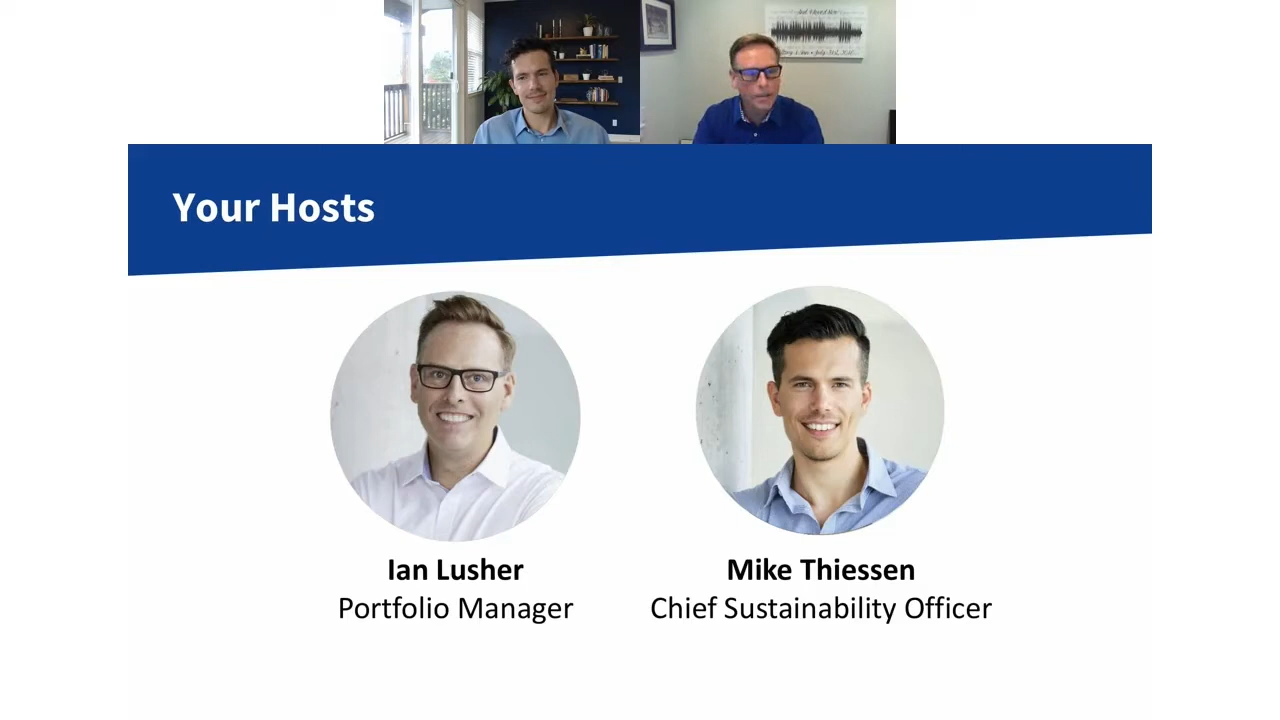 Your Hosts
Ian Lusher
Portfolio Manager
Mike Thiessen
Chief Sustainability Officer